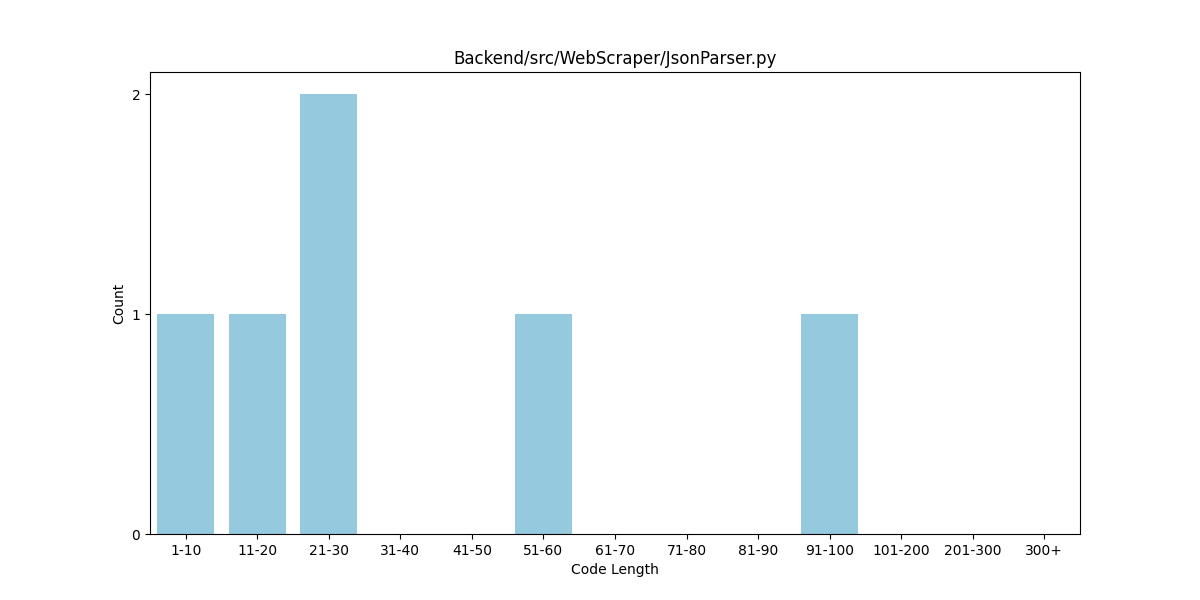 Backend/src/WebScraper/JsonParser.py
2
1
0
Count
1-10 11-20 21-30 31-40 41-50 51-60 61-70 71-80 81-90 91-100 101-200 201-300 300+
Code Length